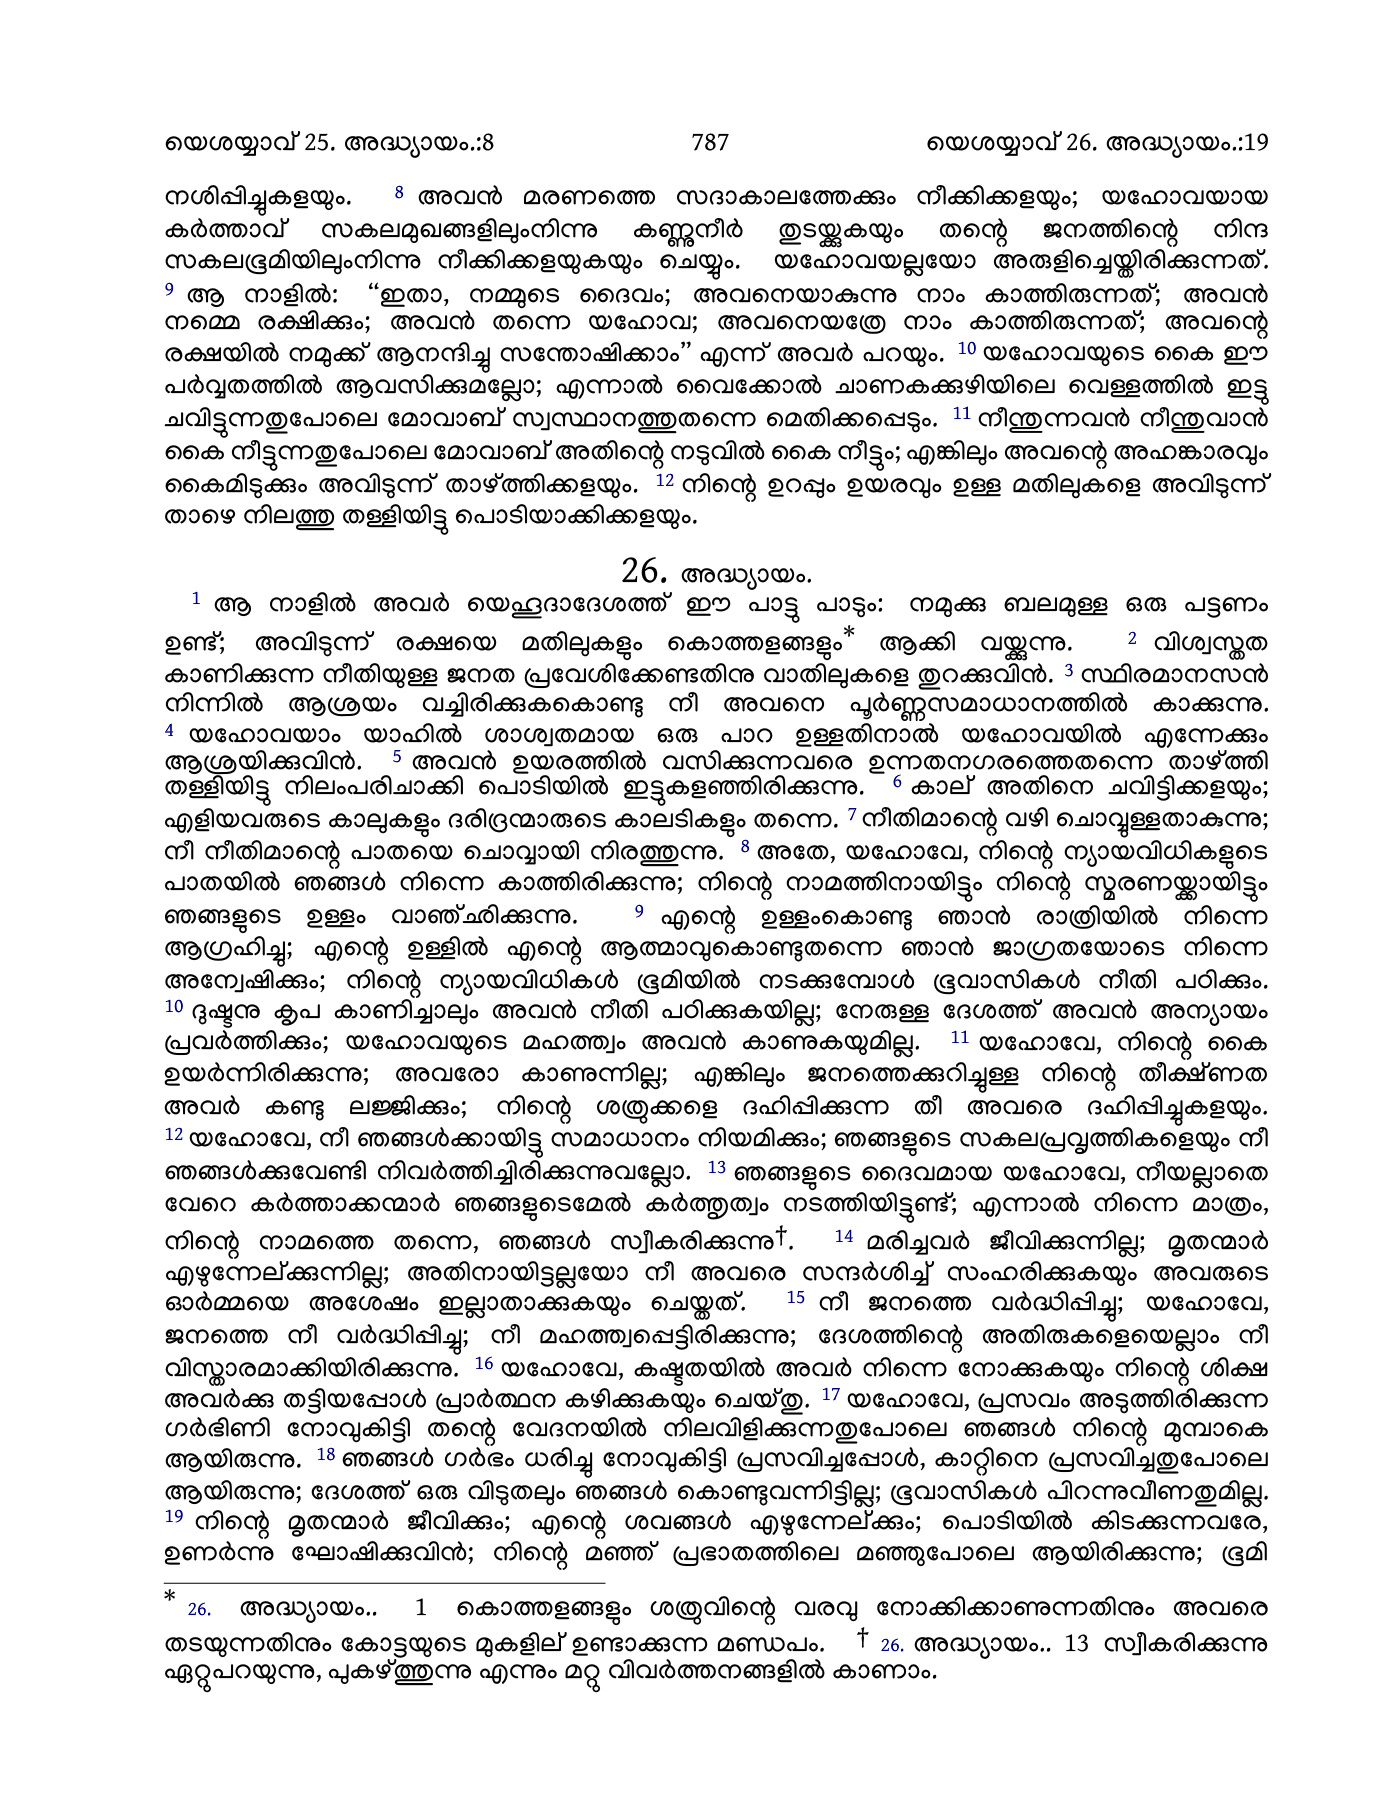 യെശയ്യാവ് 25. അദ്ധ്യായം.:8 787 യെശയ്യാവ് 26. അദ്ധ്യായം.:19
നശിപ്പിച്ചുകളയും. 8 അവൻ മരണത്തെ സദാകാലത്തേക്കും നീക്കിക്കളയും; യഹോവയായ
കർത്താവ് സകലമുഖങ്ങളിലുംനിന്നു കണ്ണുനീർ തുടയ്ക്കുകയും തന്റെ ജനത്തിന്റെ നിന്ദ
സകലഭൂമിയിലുംനിന്നു നീക്കിക്കളയുകയും ചെയ്യും. യഹോവയല്ലയോ അരുളിച്ചെയ്തിരിക്കുന്നത്.
9 ആ നാളിൽ: “ഇതാ, നമ്മുടെ ദൈവം; അവനെയാകുന്നു നാം കാത്തിരുന്നത്; അവൻ
നമ്മെ രക്ഷിക്കും; അവൻ തന്നെ യഹോവ; അവനെയത്രേ നാം കാത്തിരുന്നത്; അവന്റെ
രക്ഷയിൽ നമുക്ക് ആനന്ദിച്ചു സന്തോഷിക്കാം” എന്ന് അവർ പറയും. 10 യഹോവയുടെ കൈ ഈ
പർവ്വതത്തിൽ ആവസിക്കുമല്ലോ; എന്നാൽ വൈക്കോൽ ചാണകക്കുഴിയിലെ വെള്ളത്തിൽ ഇട്ടു
ചവിട്ടുന്നതുപോലെ മോവാബ് സ്വസ്ഥാനത്തുതന്നെ മെതിക്കപ്പെടും. 11 നീന്തുന്നവൻ നീന്തുവാൻ
കൈ നീട്ടുന്നതുപോലെ മോവാബ് അതിന്റെ നടുവിൽ കൈ നീട്ടും; എങ്കിലും അവന്റെ അഹങ്കാരവും
കൈമിടുക്കും അവിടുന്ന് താഴ്ത്തിക്കളയും. 12 നിന്റെ ഉറപ്പും ഉയരവും ഉള്ള മതിലുകളെ അവിടുന്ന്
താഴെ നിലത്തു തള്ളിയിട്ടു പൊടിയാക്കിക്കളയും.
26. അദ്ധ്യായം.
1 ആ നാളിൽ അവർ യെഹൂദാദേശത്ത് ഈ പാട്ടു പാടും: നമുക്കു ബലമുള്ള ഒരു പട്ടണം
ഉണ്ട്; അവിടുന്ന് രക്ഷയെ മതിലുകളും കൊത്തളങ്ങളും* ആക്കി വയ്ക്കുന്നു. 2 വിശ്വസ്തത
കാണിക്കുന്ന നീതിയുള്ള ജനത പ്രവേശിക്കേണ്ടതിനു വാതിലുകളെ തുറക്കുവിൻ. 3 സ്ഥിരമാനസൻ
നിന്നിൽ ആശ്രയം വച്ചിരിക്കുകകൊണ്ടു നീ അവനെ പൂർണ്ണസമാധാനത്തിൽ കാക്കുന്നു.
4 യഹോവയാം യാഹിൽ ശാശ്വതമായ ഒരു പാറ ഉള്ളതിനാൽ യഹോവയിൽ എന്നേക്കും
ആശ്രയിക്കുവിൻ. 5 അവൻ ഉയരത്തിൽ വസിക്കുന്നവരെ ഉന്നതനഗരത്തെതന്നെ താഴ്ത്തി
തള്ളിയിട്ടു നിലംപരിചാക്കി പൊടിയിൽ ഇട്ടുകളഞ്ഞിരിക്കുന്നു. 6 കാല് അതിനെ ചവിട്ടിക്കളയും;
എളിയവരുടെ കാലുകളും ദരിദ്രന്മാരുടെ കാലടികളും തന്നെ. 7 നീതിമാന്റെ വഴി ചൊവ്വുള്ളതാകുന്നു;
നീ നീതിമാന്റെ പാതയെ ചൊവ്വായി നിരത്തുന്നു. 8 അതേ, യഹോവേ, നിന്റെ ന്യായവിധികളുടെ
പാതയിൽ ഞങ്ങൾ നിന്നെ കാത്തിരിക്കുന്നു; നിന്റെ നാമത്തിനായിട്ടും നിന്റെ സ്മരണയ്ക്കായിട്ടും
ഞങ്ങളുടെ ഉള്ളം വാഞ്ഛിക്കുന്നു. 9 എന്റെ ഉള്ളംകൊണ്ടു ഞാൻ രാത്രിയിൽ നിന്നെ
ആഗ്രഹിച്ചു; എന്റെ ഉള്ളിൽ എന്റെ ആത്മാവുകൊണ്ടുതന്നെ ഞാൻ ജാഗ്രതയോടെ നിന്നെ
അന്വേഷിക്കും; നിന്റെ ന്യായവിധികൾ ഭൂമിയിൽ നടക്കുമ്പോൾ ഭൂവാസികൾ നീതി പഠിക്കും.
10 ദുഷ്ടനു കൃപ കാണിച്ചാലും അവൻ നീതി പഠിക്കുകയില്ല; നേരുള്ള ദേശത്ത് അവൻ അന്യായം
പ്രവർത്തിക്കും; യഹോവയുടെ മഹത്ത്വം അവൻ കാണുകയുമില്ല. 11 യഹോവേ, നിന്റെ കൈ
ഉയർന്നിരിക്കുന്നു; അവരോ കാണുന്നില്ല; എങ്കിലും ജനത്തെക്കുറിച്ചുള്ള നിന്റെ തീക്ഷ്ണത
അവർ കണ്ടു ലജ്ജിക്കും; നിന്റെ ശത്രുക്കളെ ദഹിപ്പിക്കുന്ന തീ അവരെ ദഹിപ്പിച്ചുകളയും.
12 യഹോവേ, നീ ഞങ്ങൾക്കായിട്ടു സമാധാനം നിയമിക്കും; ഞങ്ങളുടെ സകലപ്രവൃത്തികളെയും നീ
ഞങ്ങൾക്കുവേണ്ടി നിവർത്തിച്ചിരിക്കുന്നുവല്ലോ. 13 ഞങ്ങളുടെ ദൈവമായ യഹോവേ, നീയല്ലാതെ
വേറെ കർത്താക്കന്മാർ ഞങ്ങളുടെമേൽ കർത്തൃത്വം നടത്തിയിട്ടുണ്ട്; എന്നാൽ നിന്നെ മാത്രം,
നിന്റെ നാമത്തെ തന്നെ, ഞങ്ങൾ സ്വീകരിക്കുന്നു†. 14 മരിച്ചവർ ജീവിക്കുന്നില്ല; മൃതന്മാർ
എഴുന്നേല്ക്കുന്നില്ല; അതിനായിട്ടല്ലയോ നീ അവരെ സന്ദർശിച്ച് സംഹരിക്കുകയും അവരുടെ
ഓർമ്മയെ അശേഷം ഇല്ലാതാക്കുകയും ചെയ്തത്. 15 നീ ജനത്തെ വർദ്ധിപ്പിച്ചു; യഹോവേ,
ജനത്തെ നീ വർദ്ധിപ്പിച്ചു; നീ മഹത്ത്വപ്പെട്ടിരിക്കുന്നു; ദേശത്തിന്റെ അതിരുകളെയെല്ലാം നീ
വിസ്താരമാക്കിയിരിക്കുന്നു. 16 യഹോവേ, കഷ്ടതയിൽ അവർ നിന്നെ നോക്കുകയും നിന്റെ ശിക്ഷ
അവർക്കു തട്ടിയപ്പോൾ പ്രാർത്ഥന കഴിക്കുകയും ചെയ്തു. 17 യഹോവേ, പ്രസവം അടുത്തിരിക്കുന്ന
ഗർഭിണി നോവുകിട്ടി തന്റെ വേദനയിൽ നിലവിളിക്കുന്നതുപോലെ ഞങ്ങൾ നിന്റെ മുമ്പാകെ
ആയിരുന്നു. 18 ഞങ്ങൾ ഗർഭം ധരിച്ചു നോവുകിട്ടി പ്രസവിച്ചപ്പോൾ, കാറ്റിനെ പ്രസവിച്ചതുപോലെ
ആയിരുന്നു; ദേശത്ത് ഒരു വിടുതലും ഞങ്ങൾ കൊണ്ടുവന്നിട്ടില്ല; ഭൂവാസികൾ പിറന്നുവീണതുമില്ല.
19 നിന്റെ മൃതന്മാർ ജീവിക്കും; എന്റെ ശവങ്ങൾ എഴുന്നേല്ക്കും; പൊടിയിൽ കിടക്കുന്നവരേ,
ഉണർന്നു ഘോഷിക്കുവിൻ; നിന്റെ മഞ്ഞ് പ്രഭാതത്തിലെ മഞ്ഞുപോലെ ആയിരിക്കുന്നു; ഭൂമി
* 26. അദ്ധ്യായം.. 1 കൊത്തളങ്ങളും ശത്രുവിന്റെ വരവു നോക്കിക്കാണുന്നതിനും അവരെ
തടയുന്നതിനും കോട്ടയുടെ മുകളില് ഉണ്ടാക്കുന്ന മണ്ഡപം. † 26. അദ്ധ്യായം.. 13 സ്വീകരിക്കുന്നു
ഏറ്റുപറയുന്നു, പുകഴ്ത്തുന്നു എന്നും മറ്റു വിവർത്തനങ്ങളിൽ കാണാം.